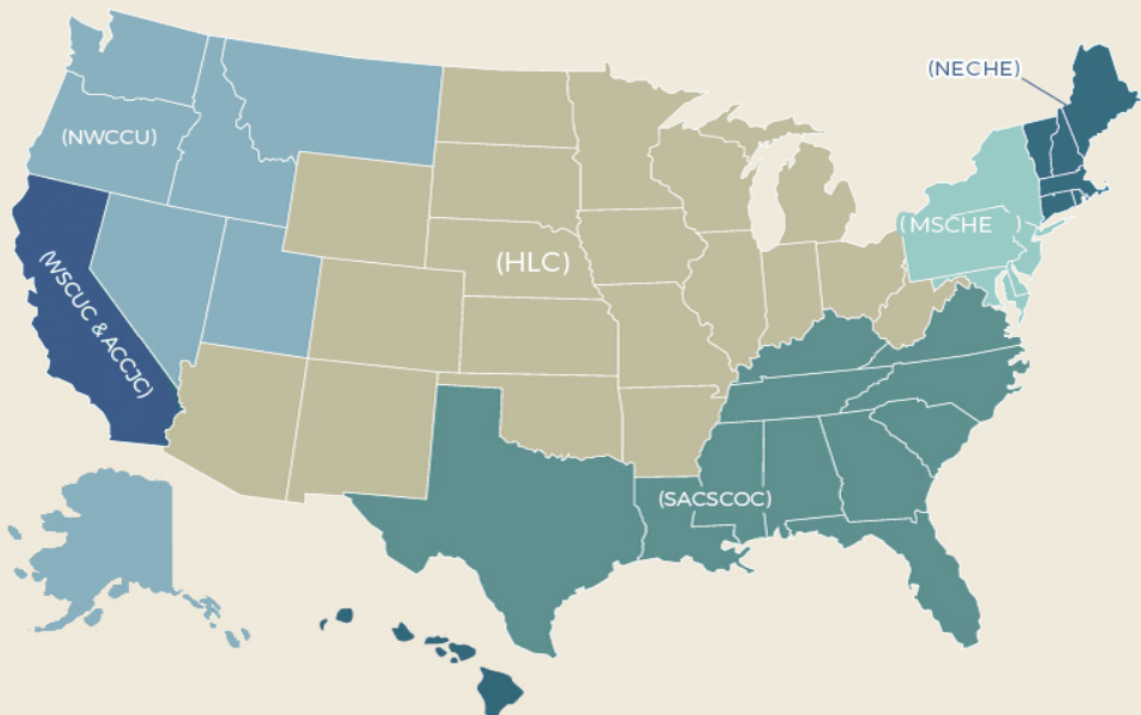 (NECHE)
(NWCCU)
(MSCHE )
(HLC)
(WSCUC & ACCJC)
(SACSCOC)